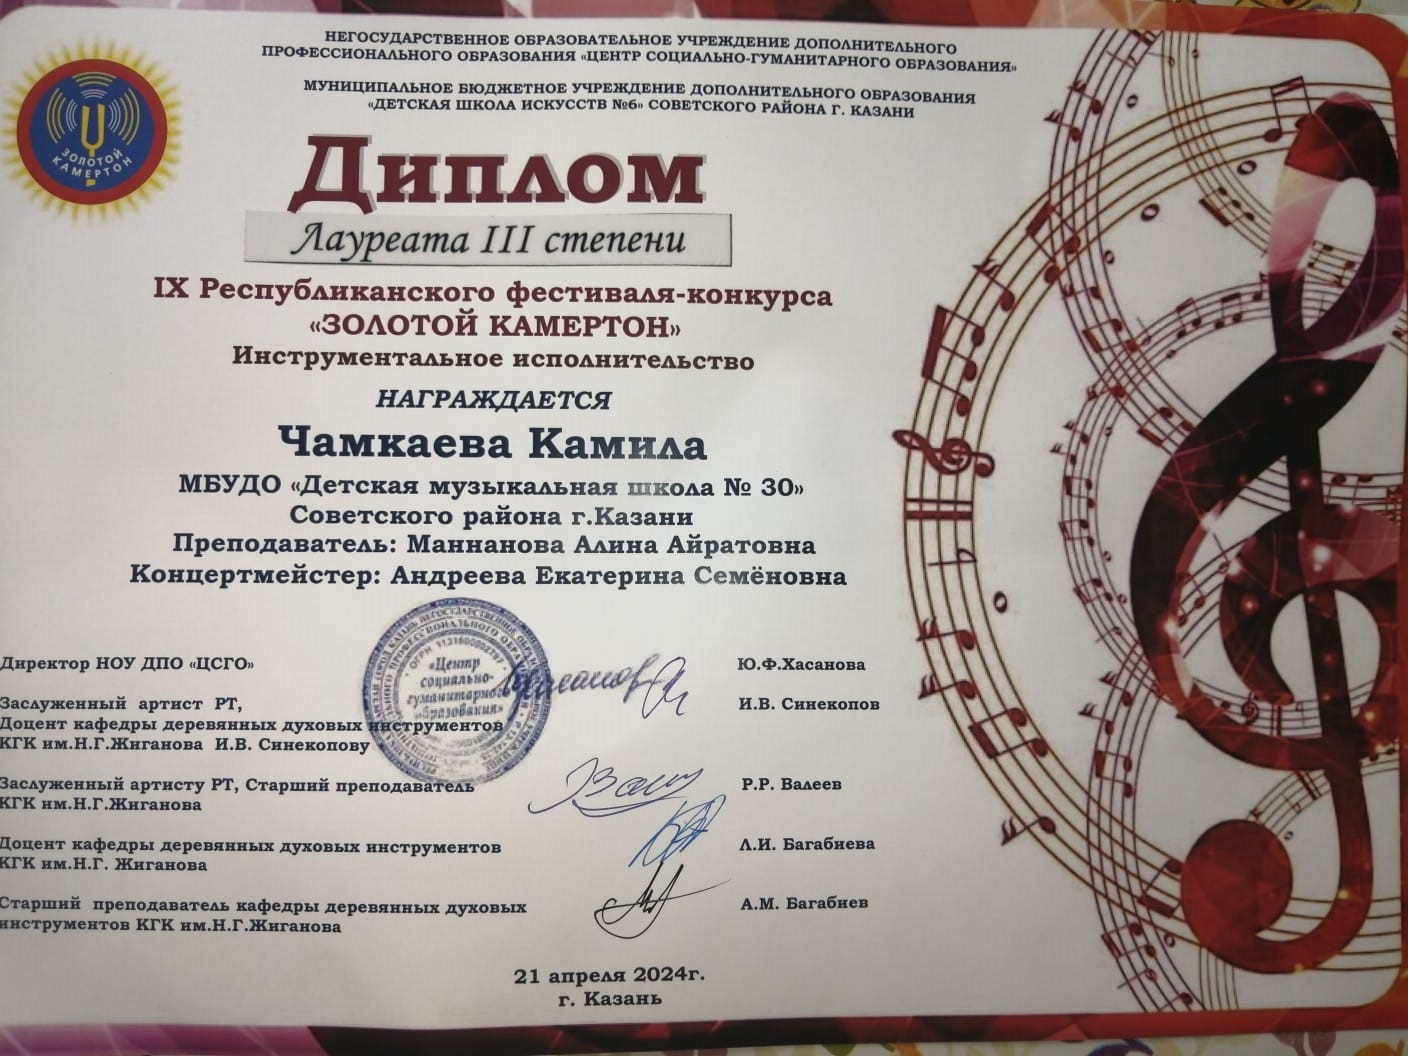 НЕГОСУДАРСТВЕННОЕ ОБРАЗОВАТЕЛЬНОЕ УЧРЕЖДЕНИЕ ДОПОЛНИТЕЛЬНОГО
ПРОФЕССИОНАЛЬНОГО ОБРАЗОВАНИЯ «ЦЕНТР СОЦИАЛЬНО-ГУМАНИТАРНОГО ОБРАЗОВАНИЯ»
МУНИЦИПАЛЬНОЕ БЮДЖЕТНОЕ УЧРЕЖДЕНИЕ ДОПОЛНИТЕЛЬНОГО ОБРАЗОВАНИЯ
«ДЕТСКАЯ ШКОЛА ИСКУССТВ №6» СОВЕТСКОГО РАЙОНА Г. КАЗАНИ
ЗОЛОТОЙ
КАМЕРТОН
Диплом
Лауреата III степени
IX Республиканского фестиваля-конкурса
«ЗОЛОТОЙ КАМЕРТОН»
Инструментальное исполнительство
НАГРАЖДАЕТСЯ
Чамкаева Камила
МБУДО «Детская музыкальная школа № 30»
Советского района г.Казани
Преподаватель: Маннанова Алина Айратовна
Концертмейстер: Андреева Екатерина Семёновна
«Центр
социально-
гуманитарного
образования»
Директор НОУ ДПО «ЦСГО» Ю.Ф.Хасанова
Заслуженный артист РТ, И.В. Синекопов
Доцент кафедры деревянных духовых инструментов
КГК им.Н.Г.Жиганова И.В. Синекопову
Заслуженный артисту РТ, Старший преподаватель Р.Р. Валеев
КГК им.Н.Г.Жиганова
Доцент кафедры деревянных духовых инструментов Л.И. Багабиева
КГК им.Н.Г. Жиганова
Старший преподаватель кафедры деревянных духовых А.М. Багабиев
инструментов КГК им.Н.Г.Жиганова
21 апреля 2024г.
г. Казань